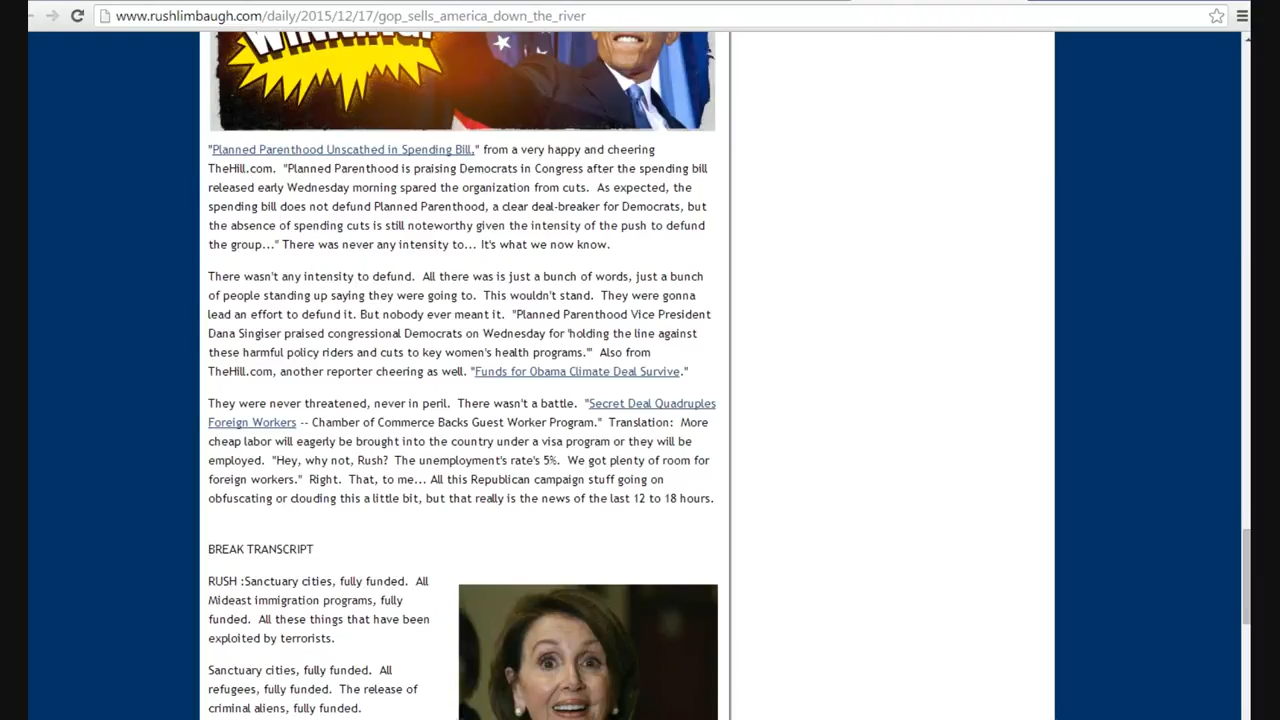 www.rushlimbaugh.com/daily/2015/12/17/gop_sells_america_down_the_river
WINNING!
"Planned Parenthood Unscathed in Spending Bill," from a very happy and cheering
TheHill.com.  "Planned Parenthood is praising Democrats in Congress after the spending bill
released early Wednesday morning spared the organization from cuts.  As expected, the
spending bill does not defund Planned Parenthood, a clear deal-breaker for Democrats, but
the absence of spending cuts is still noteworthy given the intensity of the push to defund
the group..." There was never any intensity to... It's what we now know.
There wasn't any intensity to defund.  All there was is just a bunch of words, just a bunch
of people standing up saying they were going to.  This wouldn't stand.  They were gonna
lead an effort to defund it. But nobody ever meant it.  "Planned Parenthood Vice President
Dana Singiser praised congressional Democrats on Wednesday for 'holding the line against
these harmful policy riders and cuts to key women's health programs.'"  Also from
TheHill.com, another reporter cheering as well. "Funds for Obama Climate Deal Survive."
They were never threatened, never in peril.  There wasn't a battle.  "Secret Deal Quadruples
Foreign Workers -- Chamber of Commerce Backs Guest Worker Program."  Translation:  More
cheap labor will eagerly be brought into the country under a visa program or they will be
employed.  "Hey, why not, Rush?  The unemployment's rate's 5%.  We got plenty of room for
foreign workers."  Right.  That, to me... All this Republican campaign stuff going on
obfuscating or clouding this a little bit, but that really is the news of the last 12 to 18 hours.
BREAK TRANSCRIPT
RUSH :Sanctuary cities, fully funded.  All
Mideast immigration programs, fully
funded.  All these things that have been
exploited by terrorists.
Sanctuary cities, fully funded.  All
refugees, fully funded.  The release of
criminal aliens, fully funded.